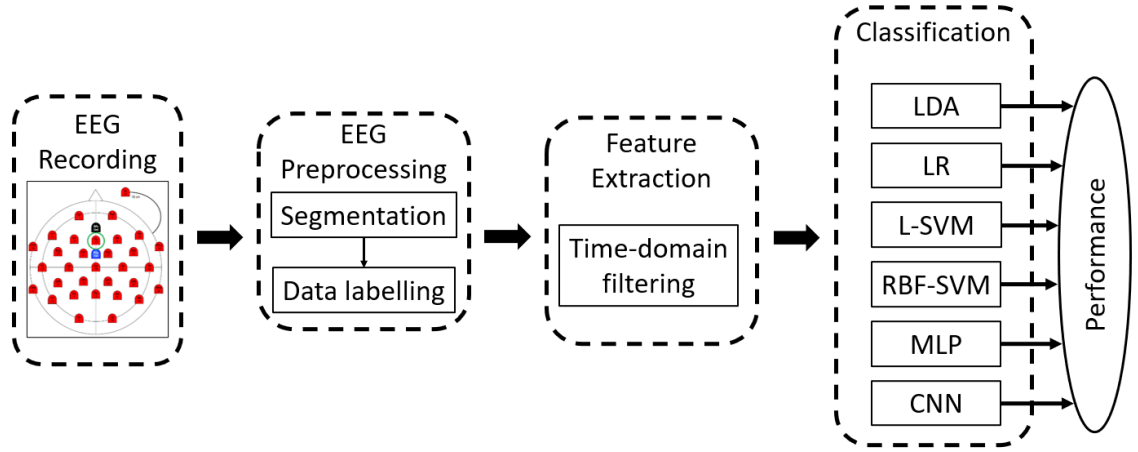 EEG
Recording
EEG
Preprocessing
Segmentation
Data labelling
Feature
Extraction
Time-domain
filtering
Classification
LDA
LR
L-SVM
RBF-SVM
MLP
CNN
Performance